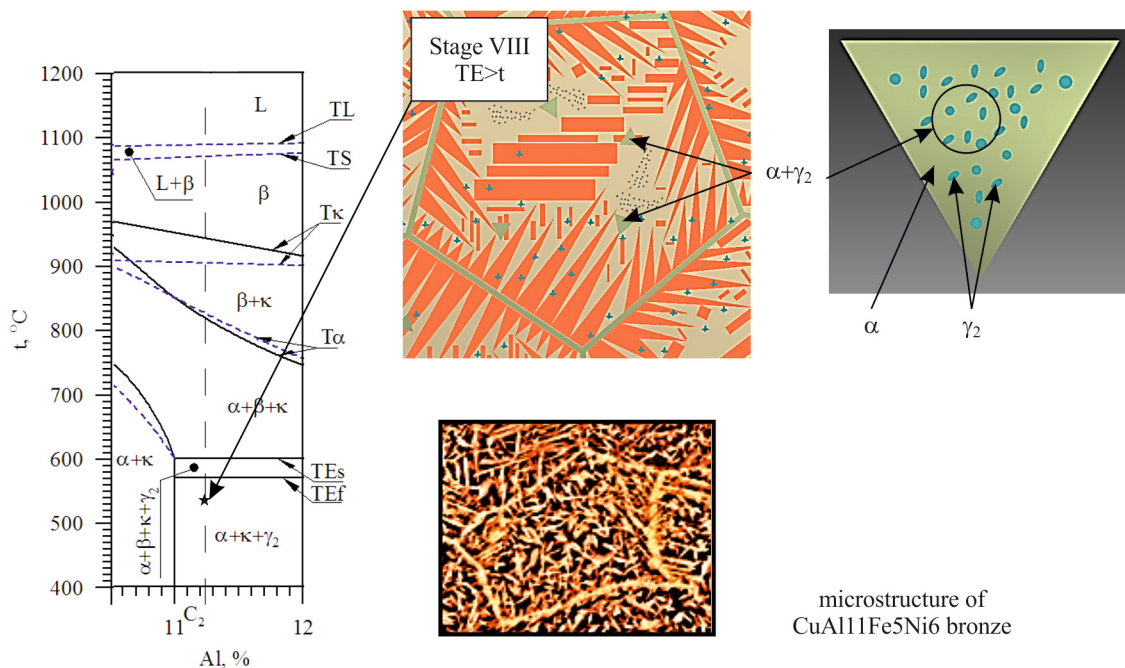 Stage VIII
TE>t
1200
1100
1000
900
800
700
600
500
400
t, °C
L
TL
TS
L+β
β
Tκ
β+κ
Tα
α+β+κ
α+κ
TEs
TEf
α+β+κ+γ₂
α+κ+γ₂
11
C₂
12
Al, %
α+γ₂
α
γ₂
microstructure of
CuAl11Fe5Ni6 bronze